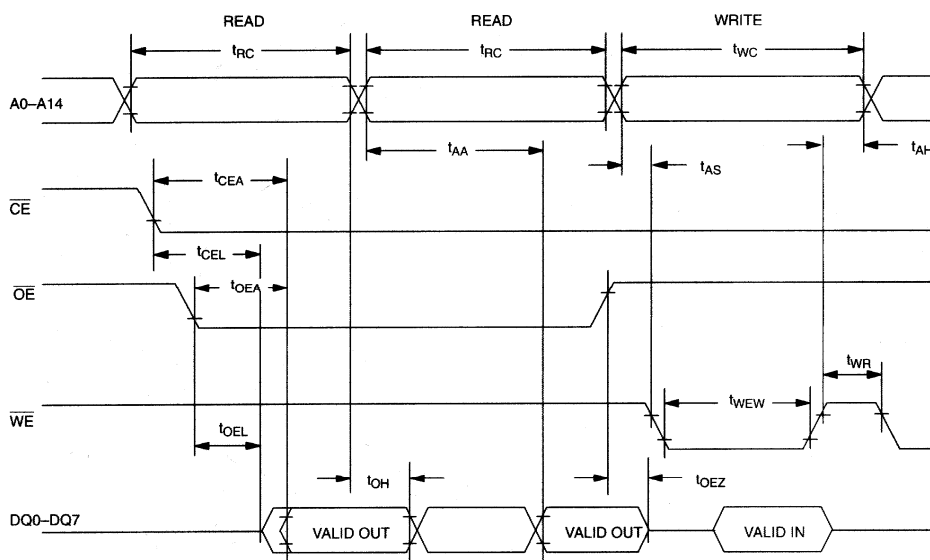 READ READ WRITE
tRC tRC tWC
A0–A14
tAA tAS tAH
tCEA
CE
tCEL
tOEA
OE
tWR
tWEW
WE
tOEL
tOH tOEZ
DQ0–DQ7
VALID OUT VALID OUT VALID IN